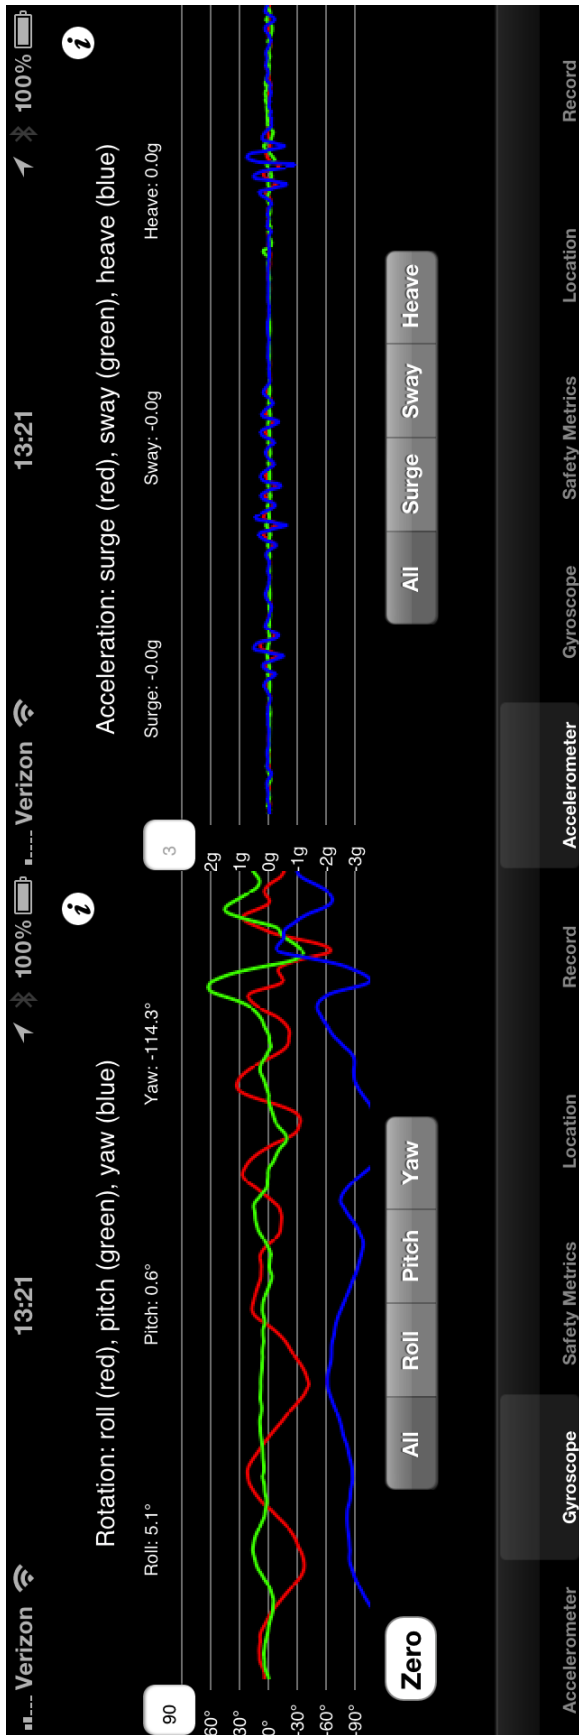 Verizon
13:21
100%
Rotation: roll (red), pitch (green), yaw (blue)
Roll: 5.1°
Pitch: 0.6°
Yaw: -114.3°
90
60°
30°
0°
-30°
-60°
-90°
Zero
All
Roll
Pitch
Yaw
Accelerometer
Gyroscope
Safety Metrics
Location
Record
Verizon
13:21
100%
Acceleration: surge (red), sway (green), heave (blue)
Surge: -0.0g
Sway: -0.0g
Heave: 0.0g
3
2g
1g
0g
-1g
-2g
-3g
All
Surge
Sway
Heave
Accelerometer
Gyroscope
Safety Metrics
Location
Record